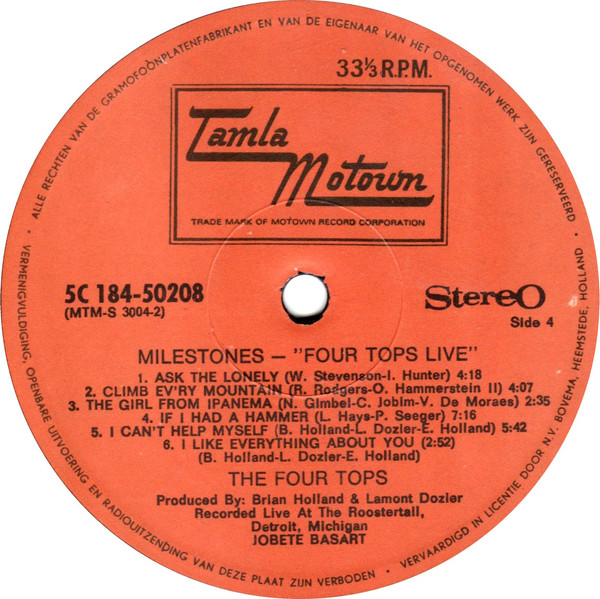 ALLE RECHTEN VAN DE GRAMOFOONPLATENFABRIKANT EN VAN DE EIGENAAR VAN HET OPGENOMEN WERK ZIJN GERESERVEERD •
33⅓ R.P.M.
Tamla
Motown
TRADE MARK OF MOTOWN RECORD CORPORATION
5C 184-50208
(MTM-S 3004-2)
Stereo
Side 4
MILESTONES – "FOUR TOPS LIVE"
1. ASK THE LONELY (W. Stevenson-I. Hunter) 4:18
2. CLIMB EV'RY MOUNTAIN (R. Rodgers-O. Hammerstein II) 4:07
3. THE GIRL FROM IPANEMA (N. Gimbel-C. Jobim-V. De Moraes) 2:35
4. IF I HAD A HAMMER (L. Hays-P. Seeger) 7:16
5. I CAN'T HELP MYSELF (B. Holland-L. Dozier-E. Holland) 5:42
6. I LIKE EVERYTHING ABOUT YOU (2:52)
(B. Holland-L. Dozier-E. Holland)
THE FOUR TOPS
Produced By: Brian Holland & Lamont Dozier
Recorded Live At The Roostertail,
Detroit, Michigan
JOBETE BASART
• VERMENIGVULDIGING, OPENBARE UITVOERING EN RADIOUITZENDING VAN DEZE PLAAT ZIJN VERBODEN •
VERVAARDIGD IN LICENTIE DOOR N.V. BOVEMA, HEEMSTEDE, HOLLAND